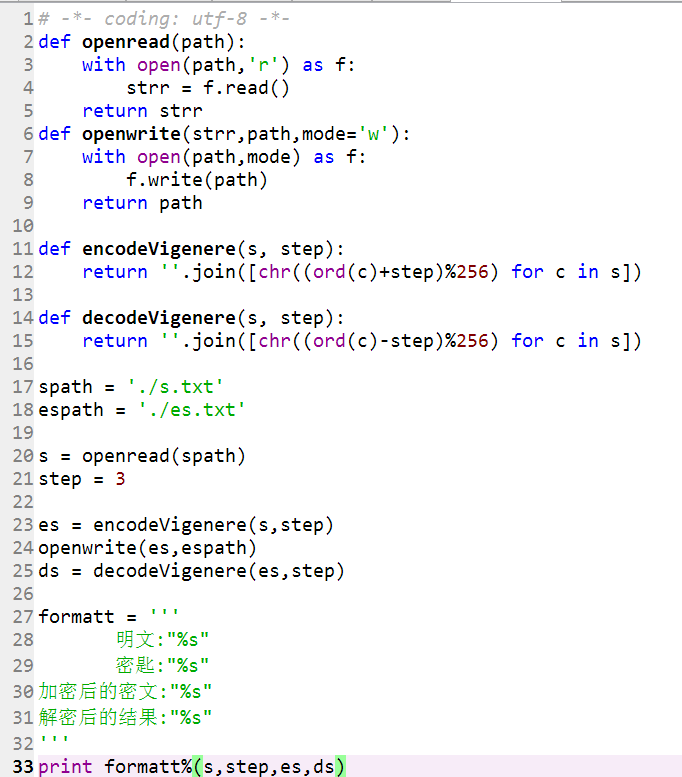 1 # -*- coding: utf-8 -*-
2 def openread(path):
3     with open(path,'r') as f:
4         strr = f.read()
5     return strr
6 def openwrite(strr,path,mode='w'):
7     with open(path,mode) as f:
8         f.write(path)
9     return path
10
11 def encodeVigenere(s, step):
12     return ''.join([chr((ord(c)+step)%256) for c in s])
13
14 def decodeVigenere(s, step):
15     return ''.join([chr((ord(c)-step)%256) for c in s])
16
17 spath = './s.txt'
18 espath = './es.txt'
19
20 s = openread(spath)
21 step = 3
22
23 es = encodeVigenere(s,step)
24 openwrite(es,espath)
25 ds = decodeVigenere(es,step)
26
27 formatt = '''
28        明文:"%s"
29        密匙:"%s"
30 加密后的密文:"%s"
31 解密后的结果:"%s"
32 '''
33 print formatt%(s,step,es,ds)